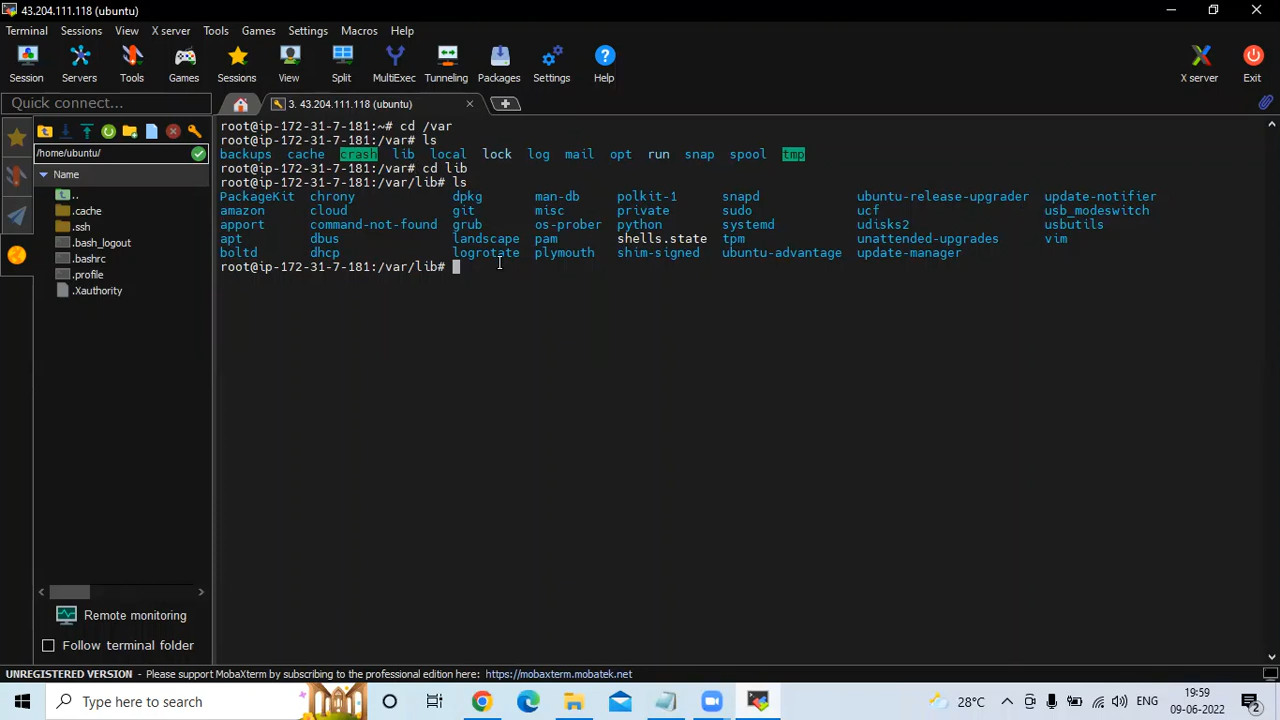 43.204.111.118 (ubuntu)
Terminal Sessions View X server Tools Games Settings Macros Help
Session Servers Tools Games Sessions View Split MultiExec Tunneling Packages Settings Help X server Exit
Quick connect...
3. 43.204.111.118 (ubuntu)
/home/ubuntu/
Name
..
.cache
.ssh
.bash_logout
.bashrc
.profile
.Xauthority
Remote monitoring
Follow terminal folder
root@ip-172-31-7-181:~# cd /var
root@ip-172-31-7-181:/var# ls
backups cache crash lib local lock log mail opt run snap spool tmp
root@ip-172-31-7-181:/var# cd lib
root@ip-172-31-7-181:/var/lib# ls
PackageKit chrony dpkg man-db polkit-1 snapd ubuntu-release-upgrader update-notifier
amazon cloud git misc private sudo ucf usb_modeswitch
apport command-not-found grub os-prober python systemd udisks2 usbutils
apt dbus landscape pam shells.state tpm unattended-upgrades vim
boltd dhcp logrotate plymouth shim-signed ubuntu-advantage update-manager
root@ip-172-31-7-181:/var/lib#
UNREGISTERED VERSION - Please support MobaXterm by subscribing to the professional edition here: https://mobaxterm.mobatek.net
Type here to search
28°C
19:59
09-06-2022
2